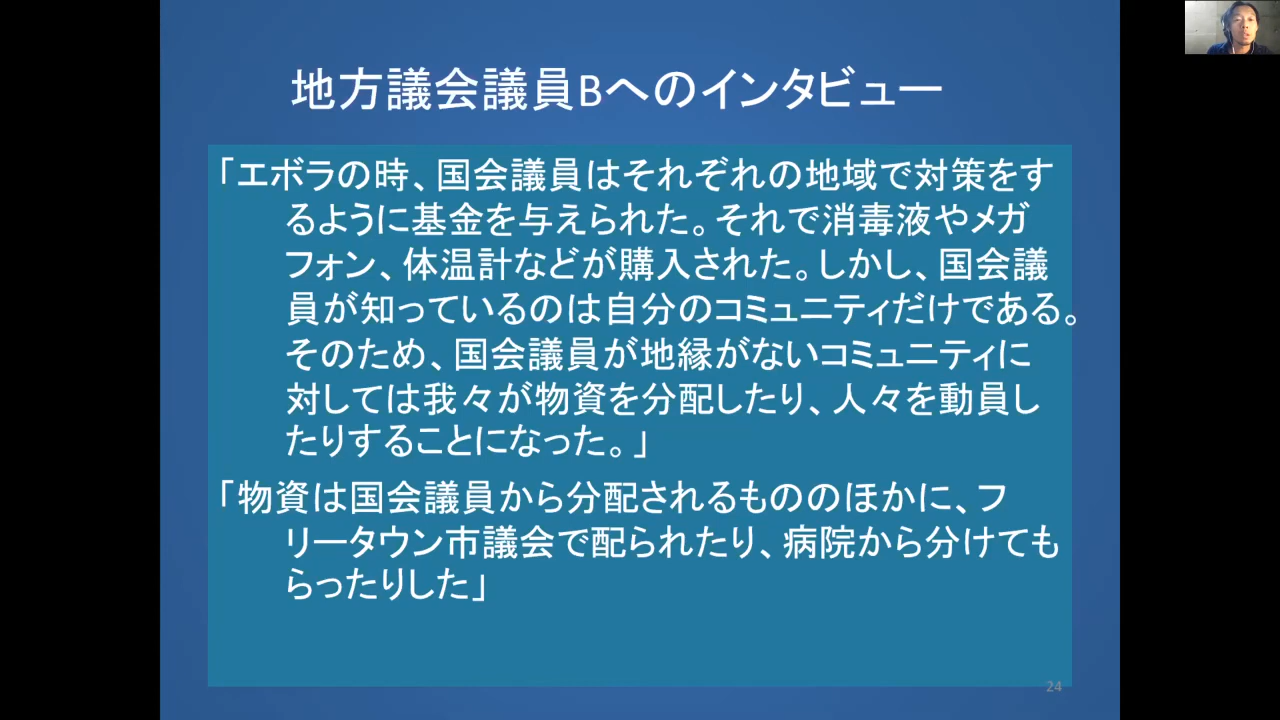 地方議会議員Bへのインタビュー
「エボラの時、国会議員はそれぞれの地域で対策をす
るように基金を与えられた。それで消毒液やメガ
フォン、体温計などが購入された。しかし、国会議
員が知っているのは自分のコミュニティだけである。
そのため、国会議員が地縁がないコミュニティに
対しては我々が物資を分配したり、人々を動員し
たりすることになった。」
「物資は国会議員から分配されるもののほかに、フ
リータウン市議会で配られたり、病院から分けても
らったりした」
24